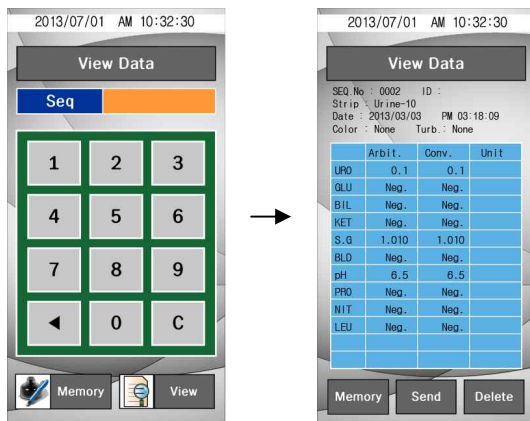 2013/07/01 AM 10:32:30
View Data
Seq
1 2 3
4 5 6
7 8 9
◀ 0 C
Memory View
2013/07/01 AM 10:32:30
View Data
SEQ.No : 0002 ID :
Strip : Urine-10
Date : 2013/03/03 PM 03:18:09
Color : None Turb.: None
Arbit. Conv. Unit
URO 0.1 0.1
GLU Neg. Neg.
BIL Neg. Neg.
KET Neg. Neg.
S.G 1.010 1.010
BLD Neg. Neg.
pH 6.5 6.5
PRO Neg. Neg.
NIT Neg. Neg.
LEU Neg. Neg.
Memory Send Delete